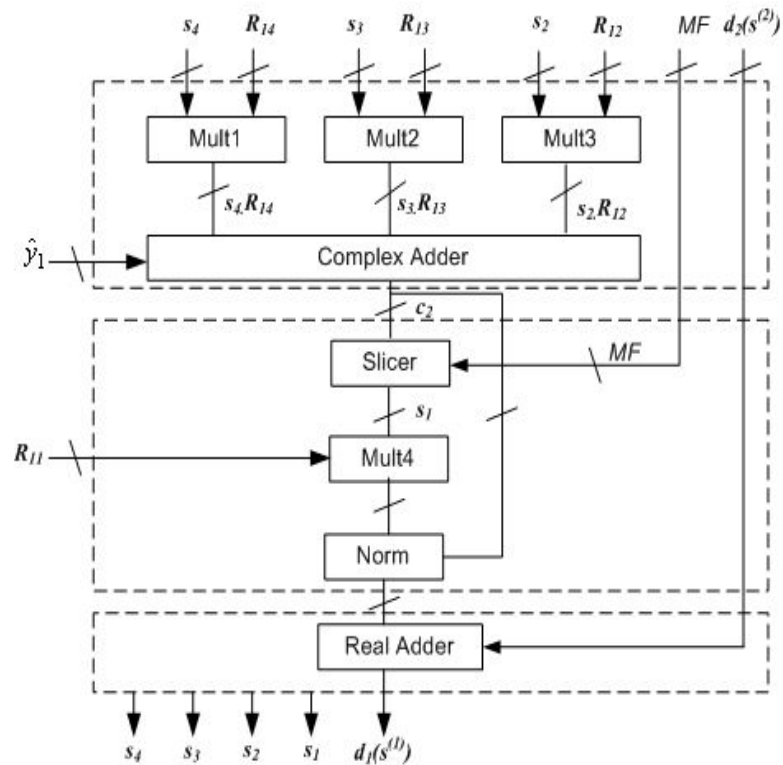 s4 R14 s3 R13 s2 R12 MF d2(s(2))
Mult1 Mult2 Mult3
s4.R14 s3.R13 s2.R12
ŷ1 Complex Adder
c2
Slicer MF
s1
R11 Mult4
Norm
Real Adder
s4 s3 s2 s1 d1(s(1))